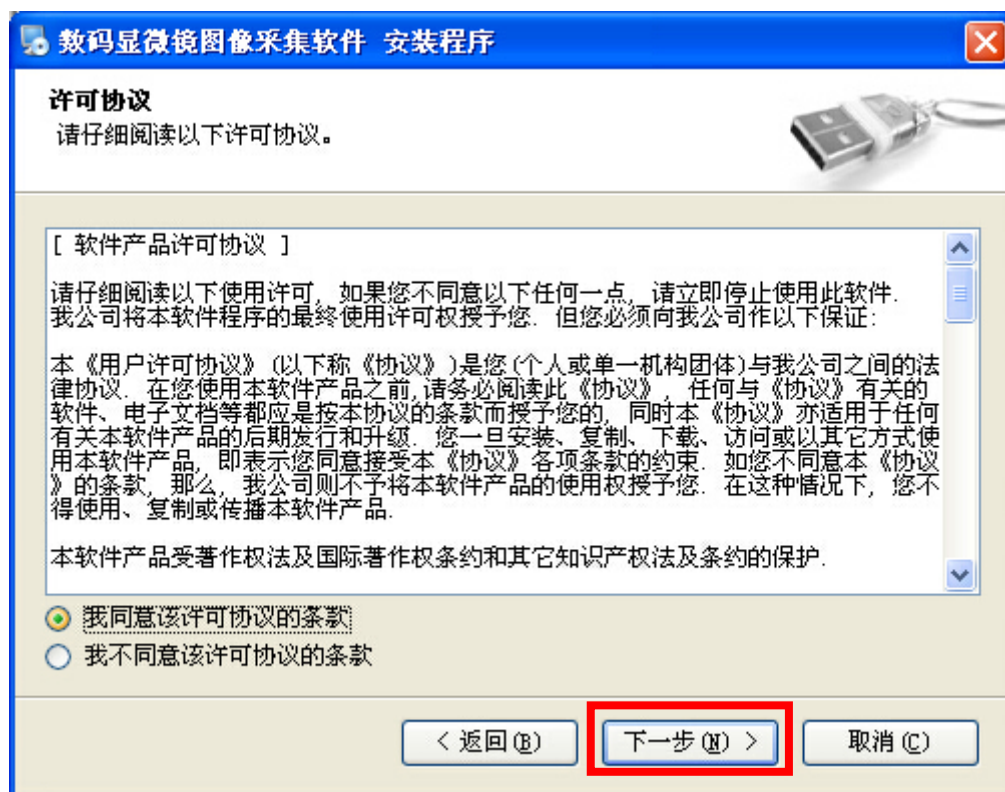 数码显微镜图像采集软件 安装程序
许可协议
请仔细阅读以下许可协议。
[ 软件产品许可协议 ]
请仔细阅读以下使用许可, 如果您不同意以下任何一点, 请立即停止使用此软件.
我公司将本软件程序的最终使用许可权授予您. 但您必须向我公司作以下保证:
本《用户许可协议》(以下称《协议》)是您(个人或单一机构团体)与我公司之间的法
律协议. 在您使用本软件产品之前,请务必阅读此《协议》, 任何与《协议》有关的
软件、电子文档等都应是按本协议的条款而授予您的, 同时本《协议》亦适用于任何
有关本软件产品的后期发行和升级. 您一旦安装、复制、下载、访问或以其它方式使
用本软件产品, 即表示您同意接受本《协议》各项条款的约束. 如您不同意本《协议
》的条款, 那么, 我公司则不予将本软件产品的使用权授予您. 在这种情况下, 您不
得使用、复制或传播本软件产品.
本软件产品受著作权法及国际著作权条约和其它知识产权法及条约的保护.
我同意该许可协议的条款
我不同意该许可协议的条款
< 返回(B) 下一步(N) > 取消(C)